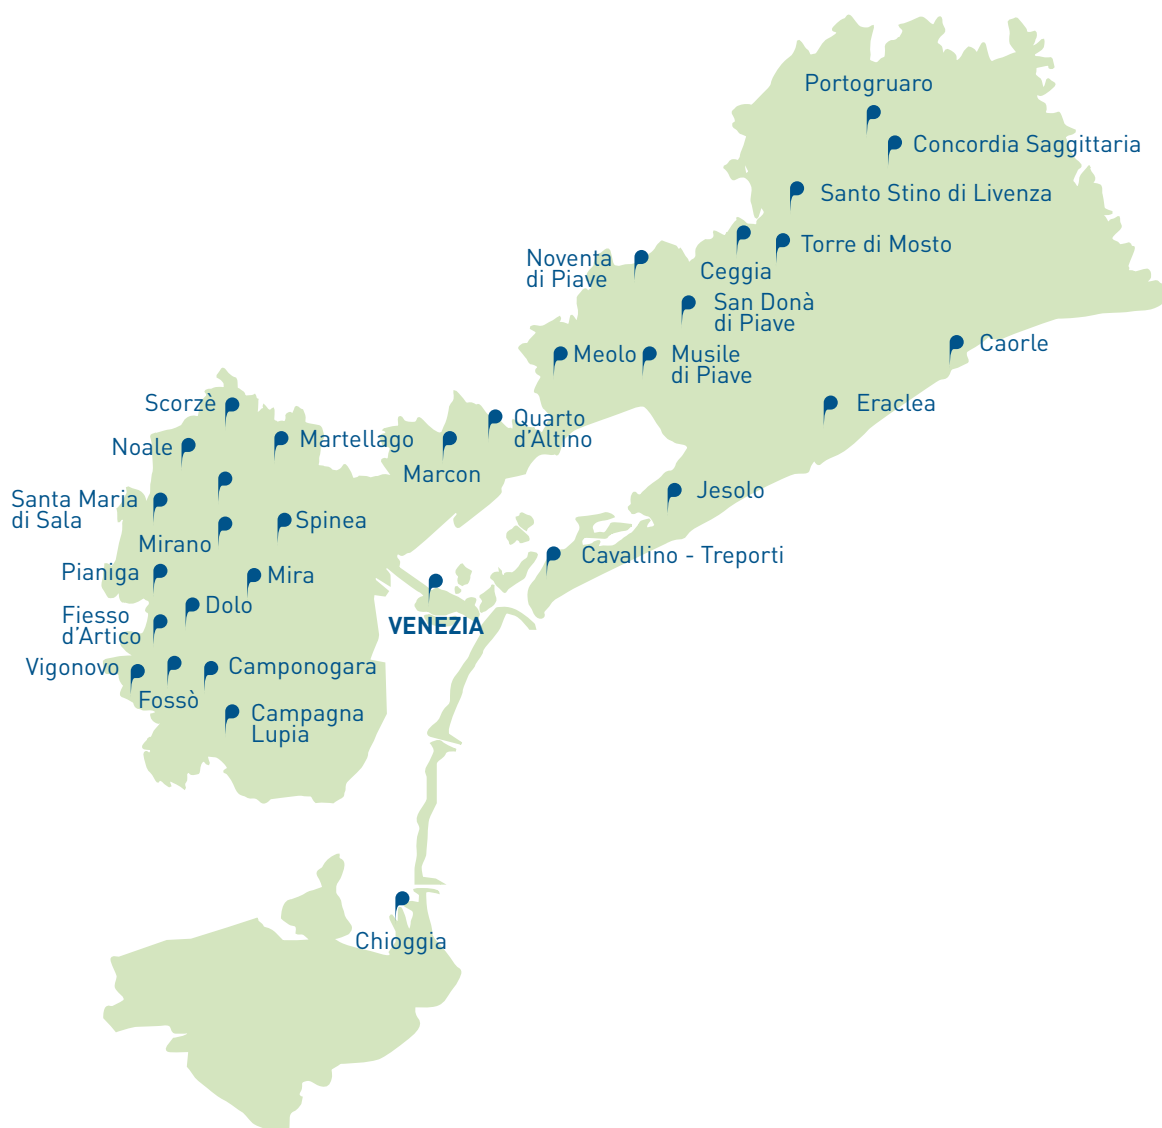 Portogruaro
Concordia Saggittaria
Santo Stino di Livenza
Torre di Mosto
Noventa
di Piave
Ceggia
San Donà
di Piave
Caorle
Meolo
Musile
di Piave
Scorzè
Eraclea
Quarto
d'Altino
Martellago
Noale
Marcon
Jesolo
Santa Maria
di Sala
Spinea
Mirano
Cavallino - Treporti
Pianiga
Mira
Dolo
Fiesso
d'Artico
VENEZIA
Vigonovo
Camponogara
Fossò
Campagna
Lupia
Chioggia